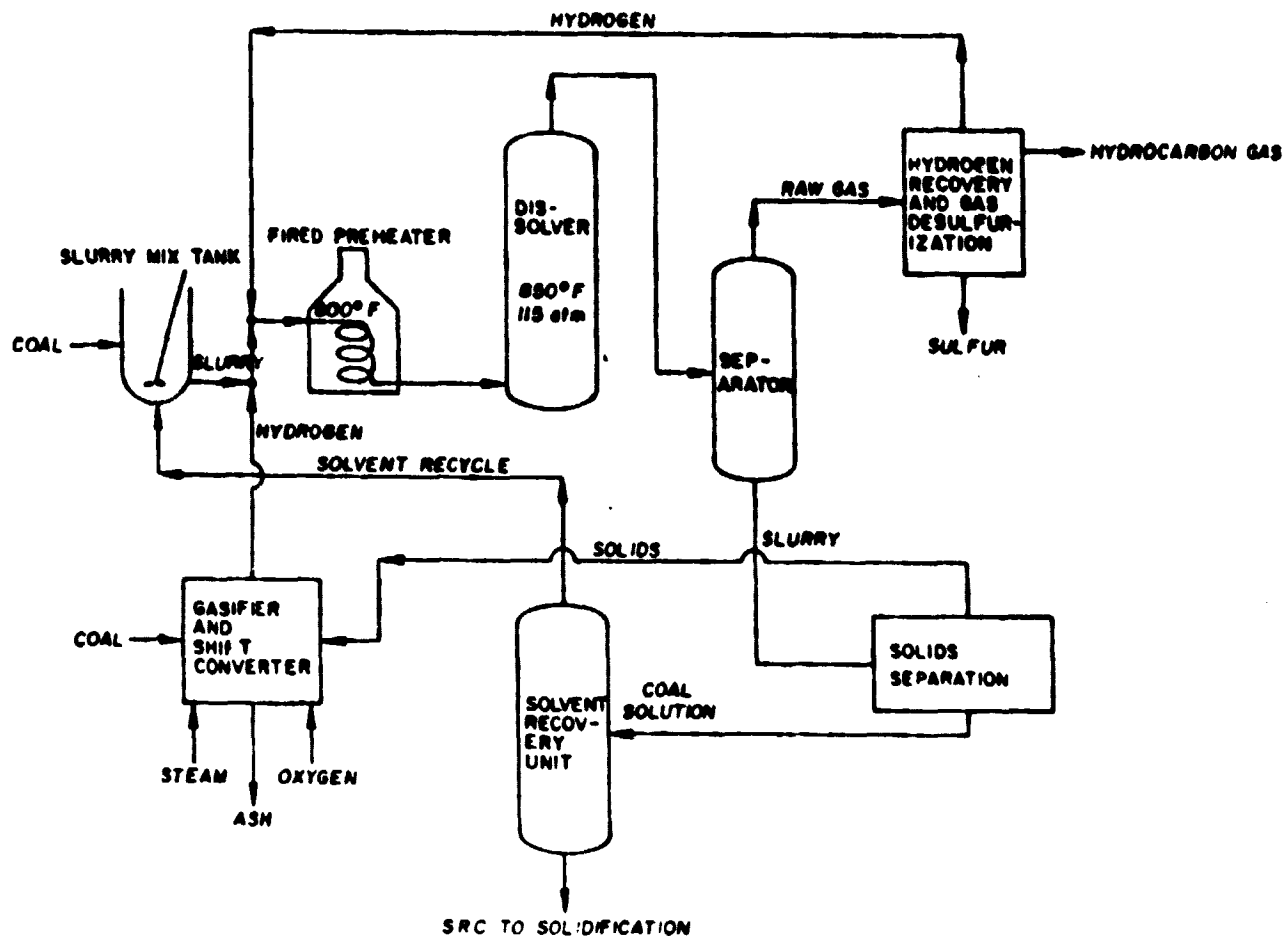 HYDROGEN
HYDROGEN
RECOVERY
AND GAS
DESULFUR-
IZATION
HYDROCARBON GAS
RAW GAS
SULFUR
DIS-
SOLVER
850° F
115 atm
FIRED PREHEATER
800° F
SLURRY MIX TANK
COAL
SLURRY
SEP-
ARATOR
HYDROGEN
SOLVENT RECYCLE
SLURRY
SOLIDS
GASIFIER
AND
SHIFT
CONVERTER
COAL
STEAM
OXYGEN
ASH
SOLIDS
SEPARATION
COAL
SOLUTION
SOLVENT
RECOV-
ERY
UNIT
SRC TO SOLIDIFICATION